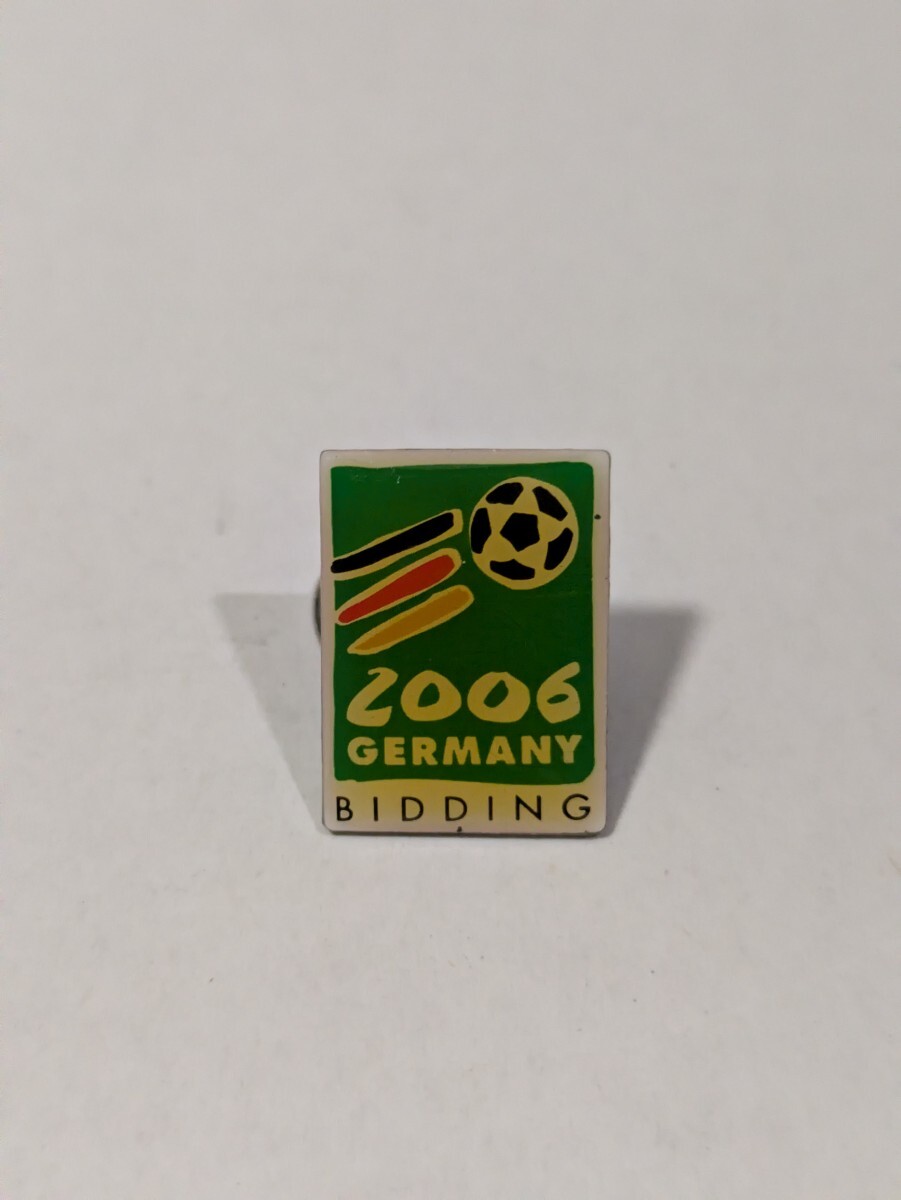 2006
GERMANY
BIDDING